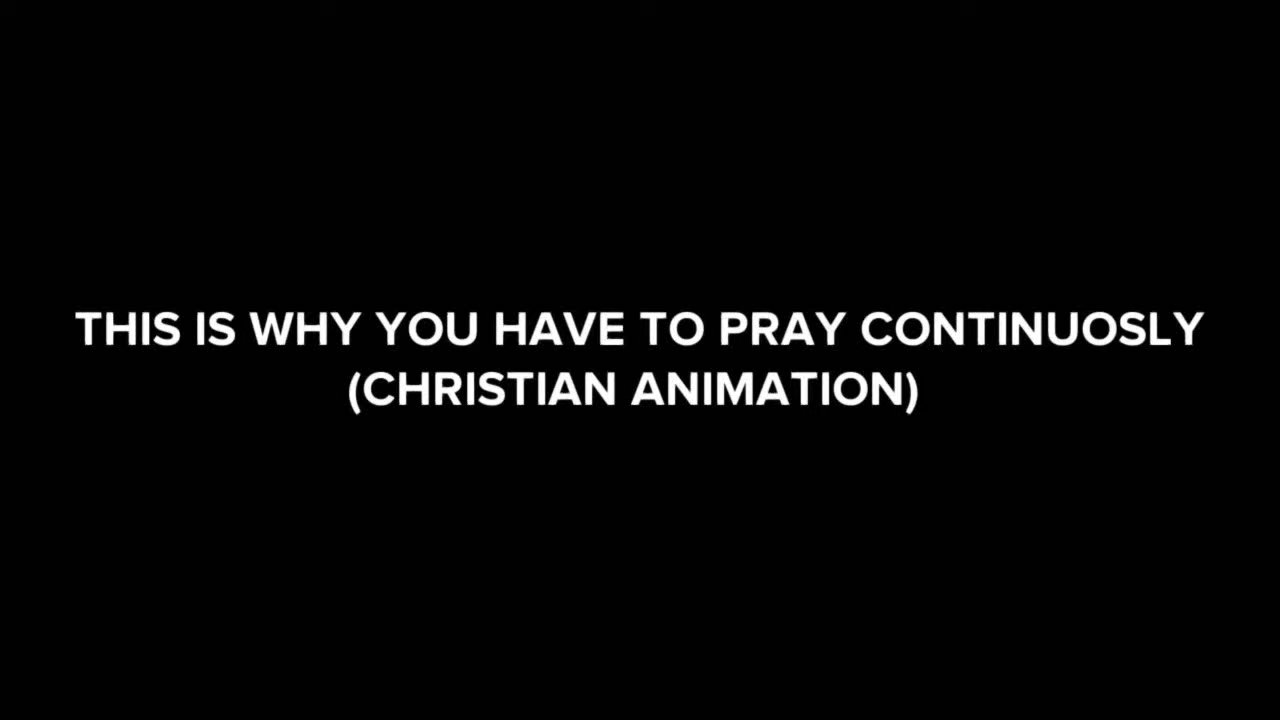 THIS IS WHY YOU HAVE TO PRAY CONTINUOSLY
(CHRISTIAN ANIMATION)